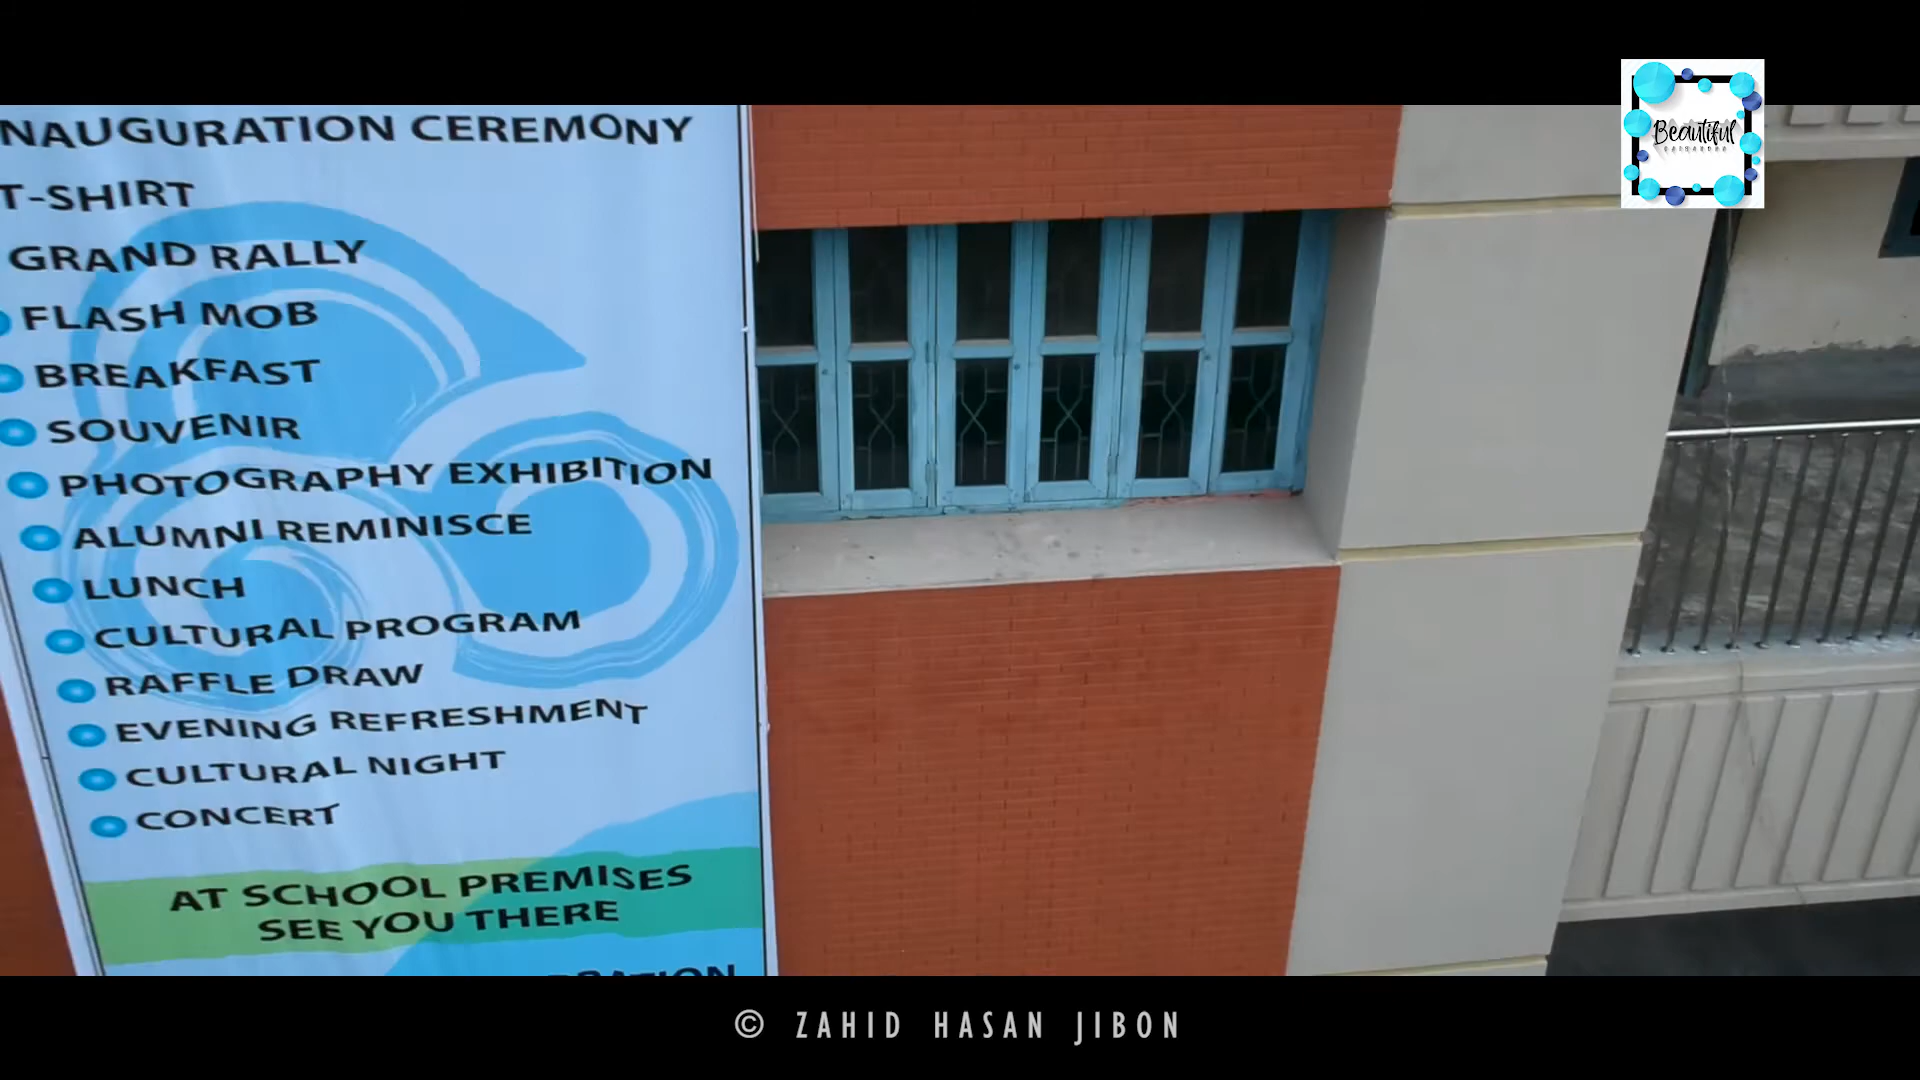 NAUGURATION CEREMONY
T-SHIRT
GRAND RALLY
FLASH MOB
BREAKFAST
SOUVENIR
PHOTOGRAPHY EXHIBITION
ALUMNI REMINISCE
LUNCH
CULTURAL PROGRAM
RAFFLE DRAW
EVENING REFRESHMENT
CULTURAL NIGHT
CONCERT
AT SCHOOL PREMISES
SEE YOU THERE
Beautiful
© ZAHID HASAN JIBON